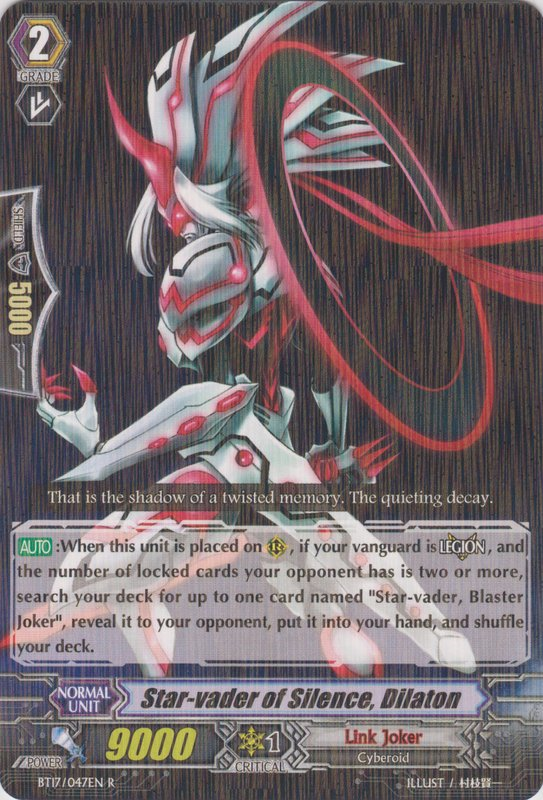 2
GRADE
SHIELD 5000
That is the shadow of a twisted memory. The quieting decay.
AUTO :When this unit is placed on R , if your vanguard is LEGION , and
the number of locked cards your opponent has is two or more,
search your deck for up to one card named "Star-vader, Blaster
Joker", reveal it to your opponent, put it into your hand, and shuffle
your deck.
NORMAL
UNIT
Star-vader of Silence, Dilaton
POWER
9000
1
CRITICAL
Link Joker
Cyberoid
BT17/047EN R
ILLUST / 村枝賢一